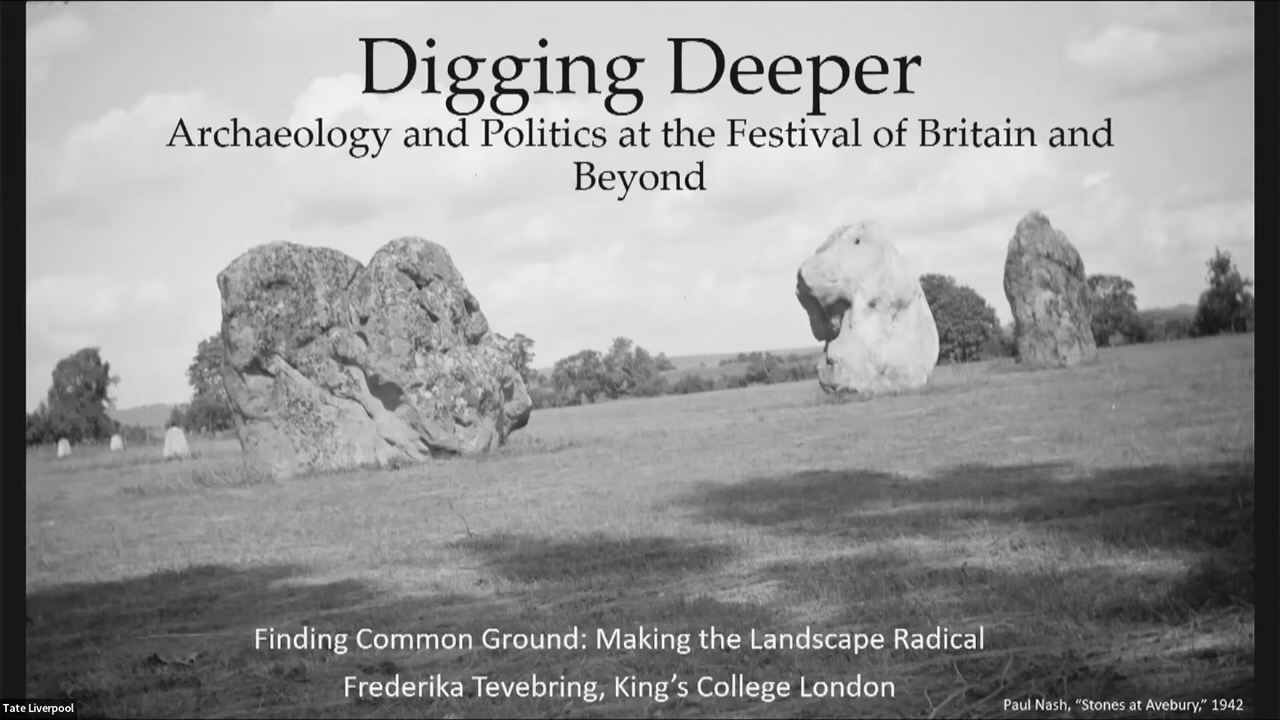 Digging Deeper
Archaeology and Politics at the Festival of Britain and
Beyond
Finding Common Ground: Making the Landscape Radical
Frederika Tevebring, King's College London
Paul Nash, “Stones at Avebury,” 1942
Tate Liverpool